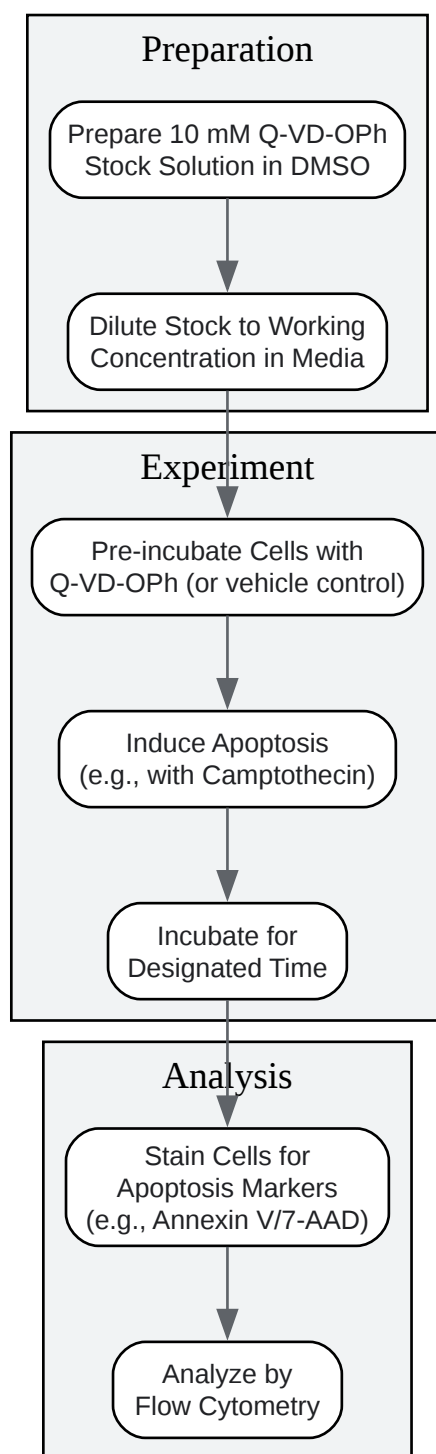 Preparation
Prepare 10 mM Q-VD-OPh
Stock Solution in DMSO
Dilute Stock to Working
Concentration in Media
Experiment
Pre-incubate Cells with
Q-VD-OPh (or vehicle control)
Induce Apoptosis
(e.g., with Camptothecin)
Incubate for
Designated Time
Analysis
Stain Cells for
Apoptosis Markers
(e.g., Annexin V/7-AAD)
Analyze by
Flow Cytometry